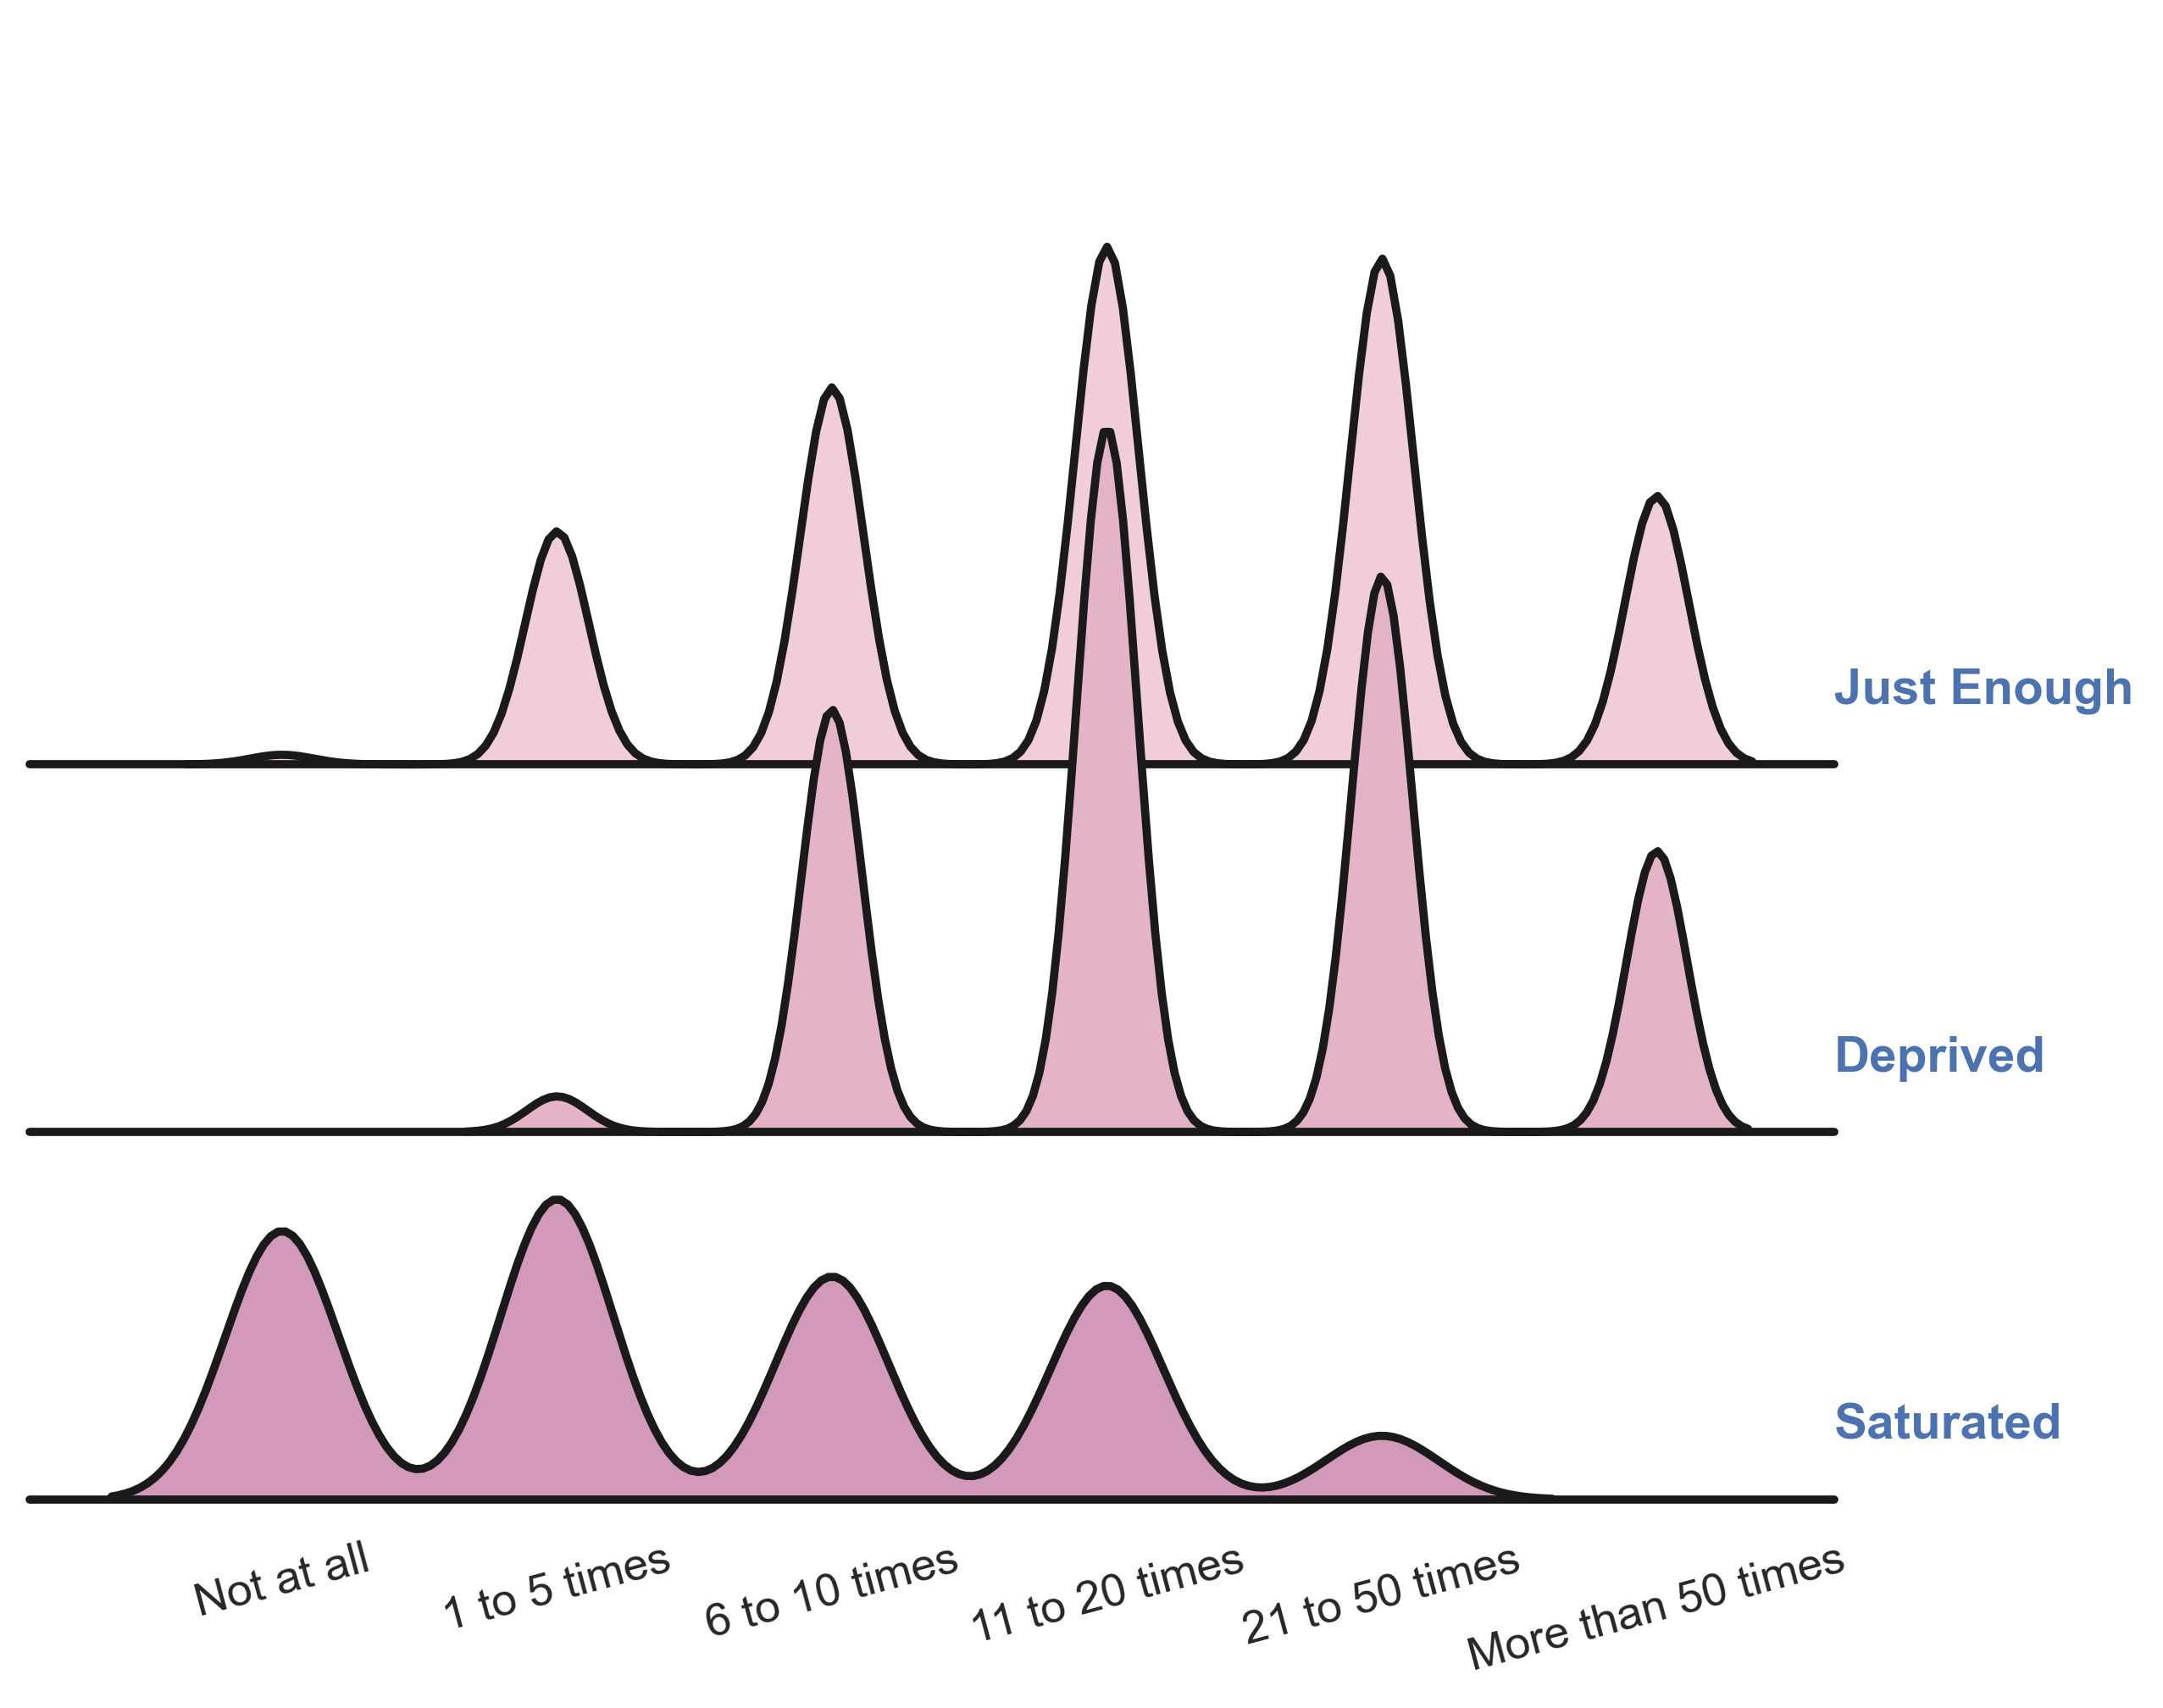 Just Enough
Deprived
Saturated
Not at all
1 to 5 times
6 to 10 times
11 to 20 times
21 to 50 times
More than 50 times